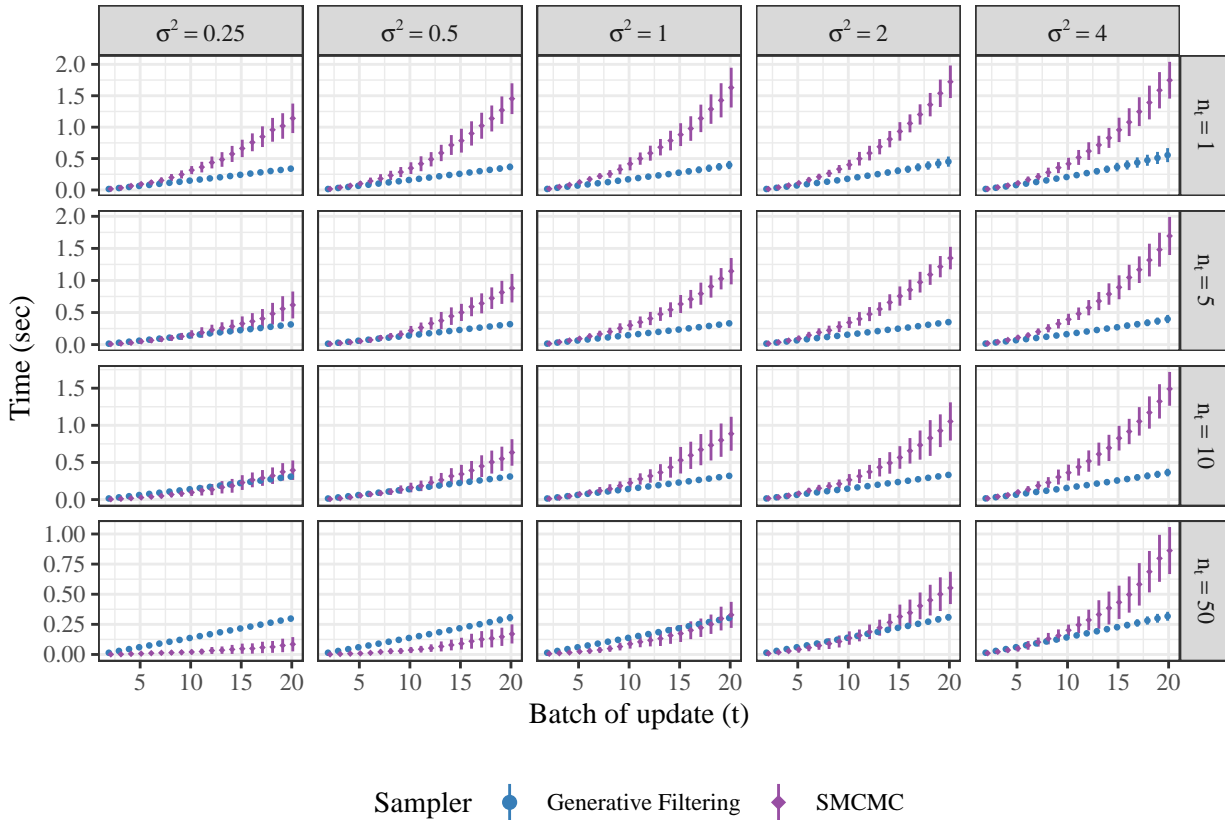 σ² = 0.25 σ² = 0.5 σ² = 1 σ² = 2 σ² = 4
Time (sec)
2.0
1.5
1.0
0.5
0.0
n_t = 1
2.0
1.5
1.0
0.5
0.0
n_t = 5
1.5
1.0
0.5
0.0
n_t = 10
1.00
0.75
0.50
0.25
0.00
n_t = 50
5 10 15 20 5 10 15 20 5 10 15 20 5 10 15 20 5 10 15 20
Batch of update (t)
Sampler Generative Filtering SMCMC